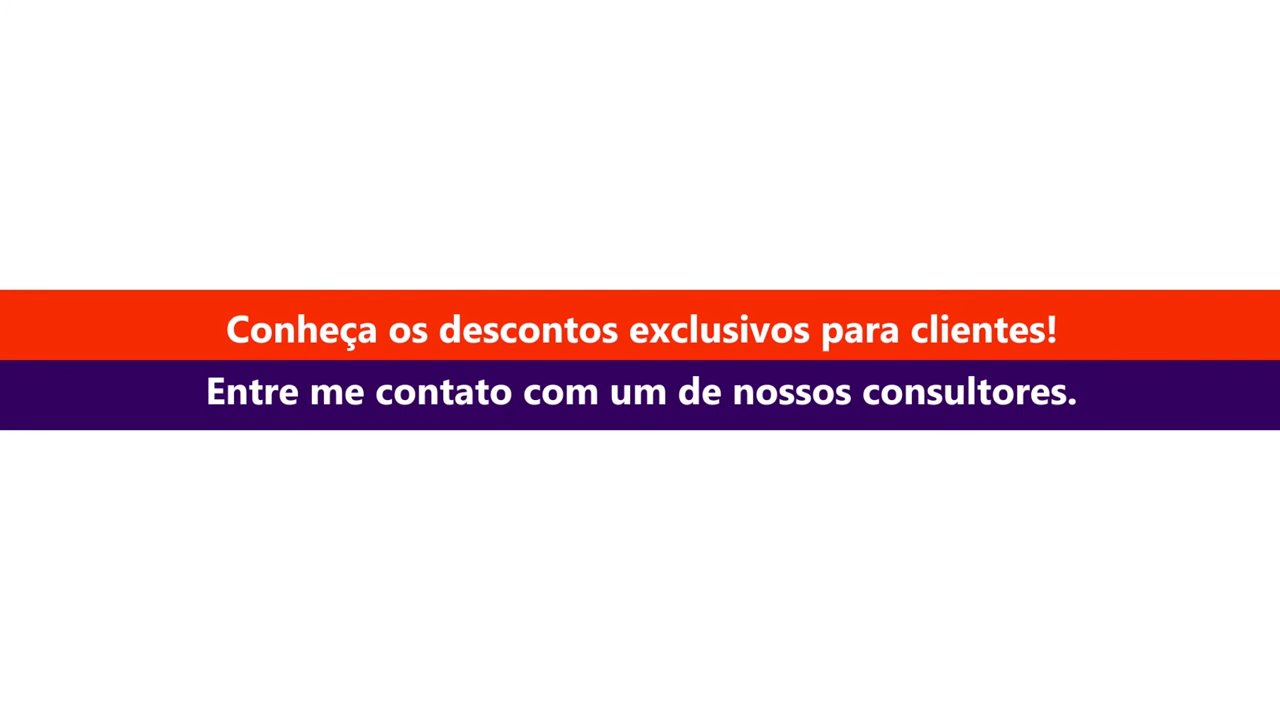 Conheça os descontos exclusivos para clientes!
Entre me contato com um de nossos consultores.